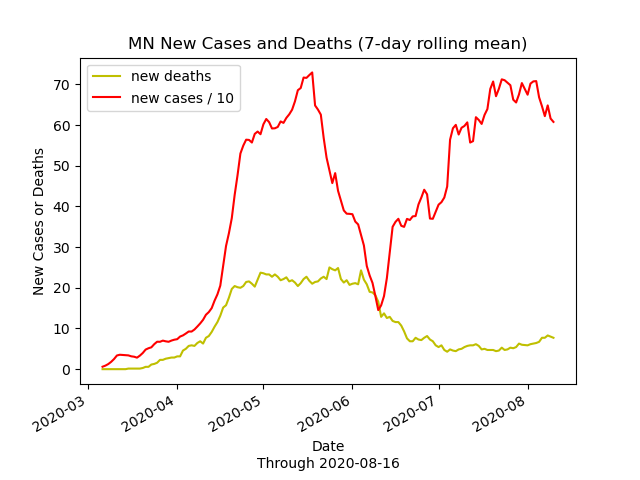 MN New Cases and Deaths (7-day rolling mean)
new deaths
new cases / 10
New Cases or Deaths
70
60
50
40
30
20
10
0
2020-03
2020-04
2020-05
2020-06
2020-07
2020-08
Date
Through 2020-08-16